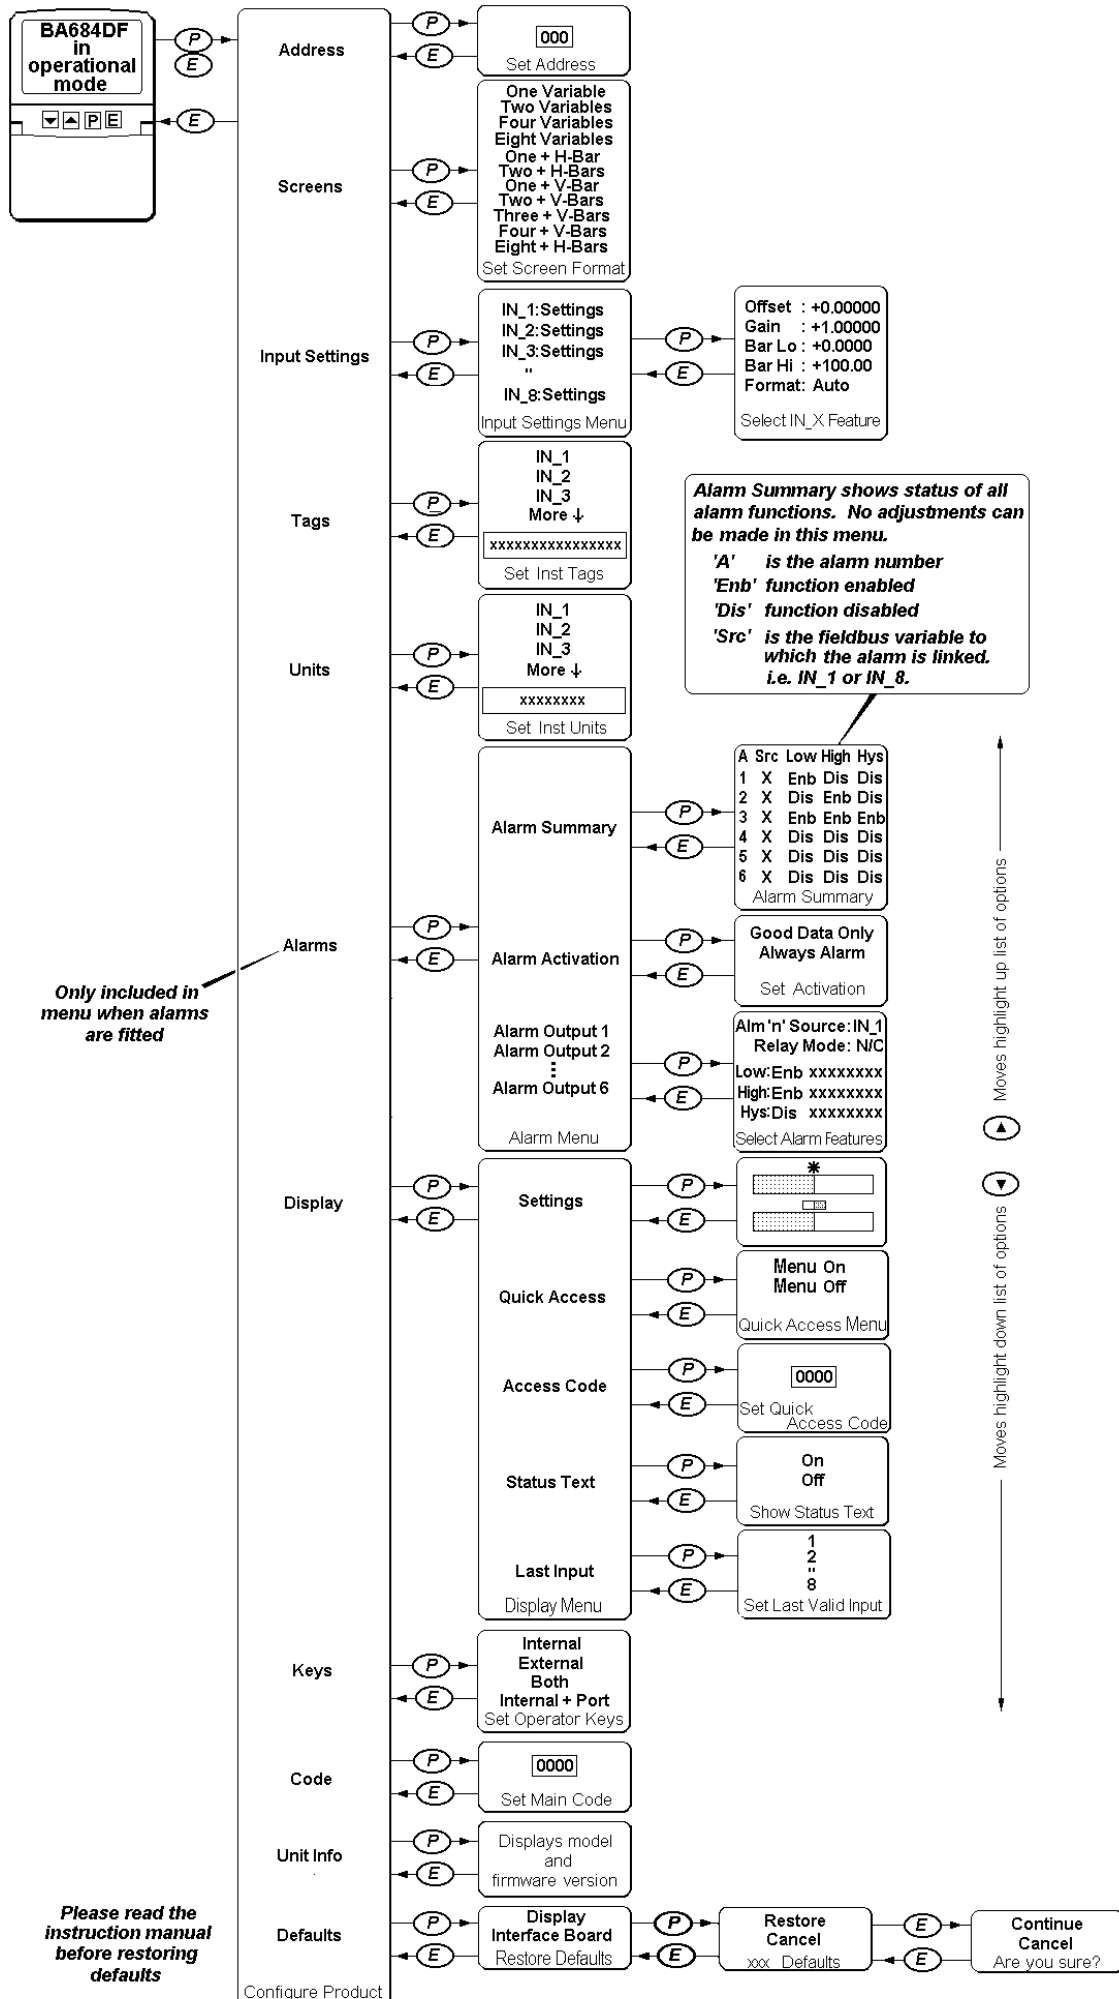 BA684DF
in
operational
mode
P
E
P E
E
Address
P
E
000
Set Address
Screens
P
E
One Variable
Two Variables
Four Variables
Eight Variables
One + H-Bar
Two + H-Bars
One + V-Bar
Two + V-Bars
Three + V-Bars
Four + V-Bars
Eight + H-Bars
Set Screen Format
Input Settings
P
E
IN_1:Settings
IN_2:Settings
IN_3:Settings
"
IN_8:Settings
Input Settings Menu
P
E
Offset : +0.00000
Gain : +1.00000
Bar Lo : +0.0000
Bar Hi : +100.00
Format: Auto
Select IN_X Feature
Tags
P
E
IN_1
IN_2
IN_3
More ↓
xxxxxxxxxxxxxxxx
Set Inst Tags
Units
P
E
IN_1
IN_2
IN_3
More ↓
xxxxxxxx
Set Inst Units
Alarm Summary shows status of all
alarm functions. No adjustments can
be made in this menu.
'A' is the alarm number
'Enb' function enabled
'Dis' function disabled
'Src' is the fieldbus variable to
which the alarm is linked.
i.e. IN_1 or IN_8.
Alarms
Only included in
menu when alarms
are fitted
P
E
Alarm Summary
P
E
A Src Low High Hys
1 X Enb Dis Dis
2 X Dis Enb Dis
3 X Enb Enb Enb
4 X Dis Dis Dis
5 X Dis Dis Dis
6 X Dis Dis Dis
Alarm Summary
Alarm Activation
P
E
Good Data Only
Always Alarm
Set Activation
Alarm Output 1
Alarm Output 2
Alarm Output 6
Alarm Menu
P
E
Alm 'n' Source: IN_1
Relay Mode: N/C
Low: Enb xxxxxxxx
High: Enb xxxxxxxx
Hys: Dis xxxxxxxx
Select Alarm Features
Moves highlight up list of options
Moves highlight down list of options
Display
P
E
Settings
P
E
Quick Access
P
E
Menu On
Menu Off
Quick Access Menu
Access Code
P
E
0000
Set Quick
Access Code
Status Text
P
E
On
Off
Show Status Text
Last Input
P
E
1
2
"
8
Set Last Valid Input
Display Menu
Keys
P
E
Internal
External
Both
Internal + Port
Set Operator Keys
Code
P
E
0000
Set Main Code
Unit Info
P
E
Displays model
and
firmware version
Please read the
instruction manual
before restoring
defaults
Defaults
P
E
Display
Interface Board
Restore Defaults
P
E
Restore
Cancel
xxx Defaults
E
E
Continue
Cancel
Are you sure?
Configure Product